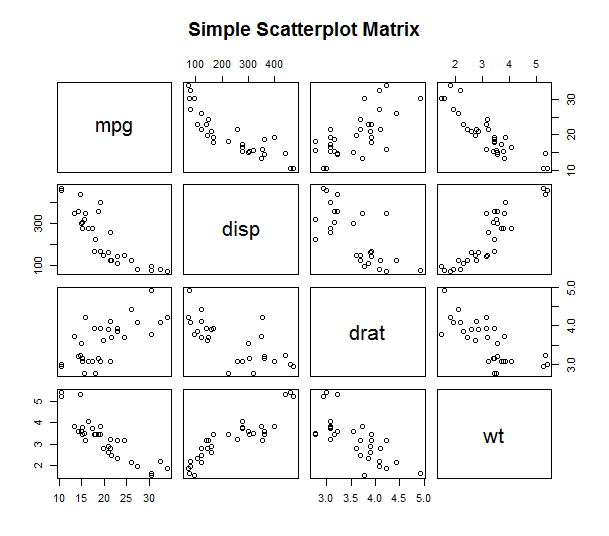 Simple Scatterplot Matrix
100 200 300 400
2 3 4 5
mpg
10 20 30
100 300
disp
drat
3.0 4.0 5.0
2 3 4 5
wt
10 15 20 25 30
3.0 3.5 4.0 4.5 5.0